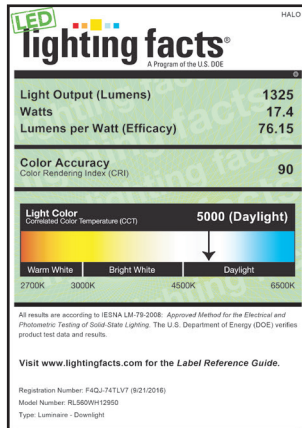 HALO
LED
lighting facts®
A Program of the U.S. DOE
Light Output (Lumens) 1325
Watts 17.4
Lumens per Watt (Efficacy) 76.15
Color Accuracy
Color Rendering Index (CRI) 90
Light Color
Correlated Color Temperature (CCT)
5000 (Daylight)
Warm White Bright White Daylight
2700K 3000K 4500K 6500K
All results are according to IESNA LM-79-2008: Approved Method for the Electrical and
Photometric Testing of Solid-State Lighting. The U.S. Department of Energy (DOE) verifies
product test data and results.
Visit www.lightingfacts.com for the Label Reference Guide.
Registration Number: F4QJ-74TLV7 (9/21/2016)
Model Number: RL560WH12950
Type: Luminaire - Downlight